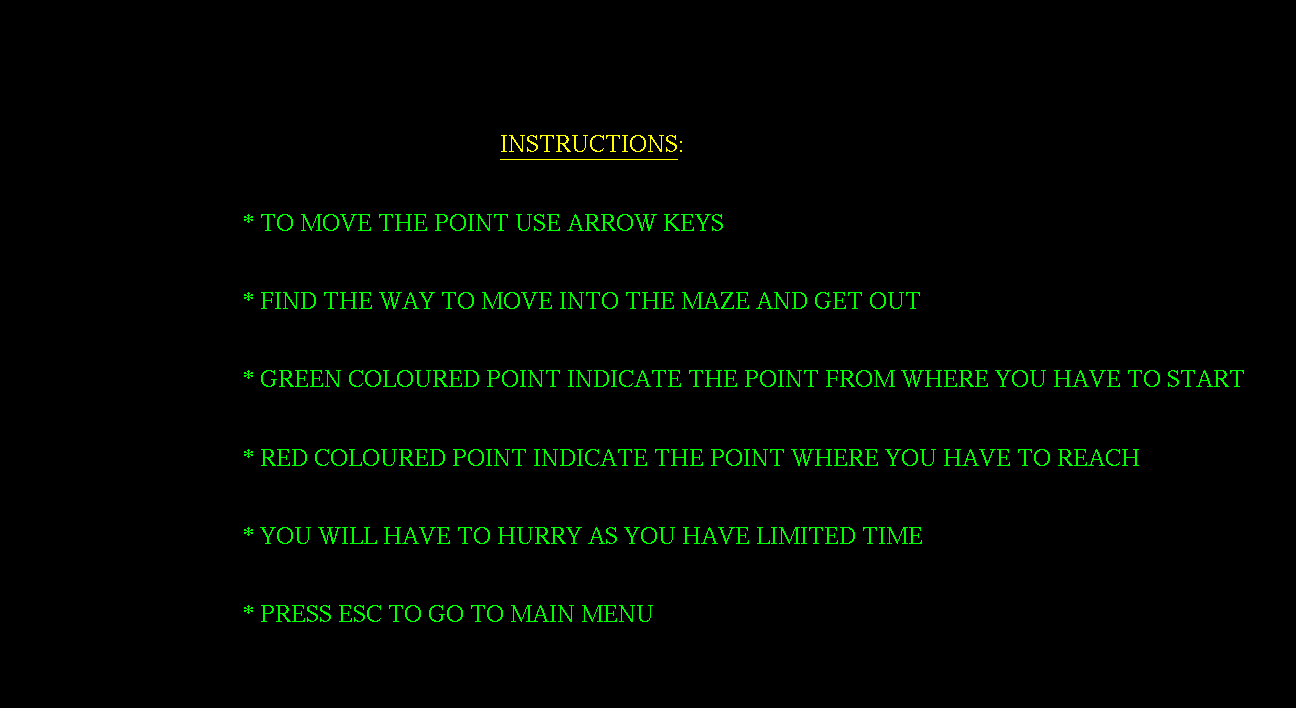 INSTRUCTIONS:
* TO MOVE THE POINT USE ARROW KEYS
* FIND THE WAY TO MOVE INTO THE MAZE AND GET OUT
* GREEN COLOURED POINT INDICATE THE POINT FROM WHERE YOU HAVE TO START
* RED COLOURED POINT INDICATE THE POINT WHERE YOU HAVE TO REACH
* YOU WILL HAVE TO HURRY AS YOU HAVE LIMITED TIME
* PRESS ESC TO GO TO MAIN MENU